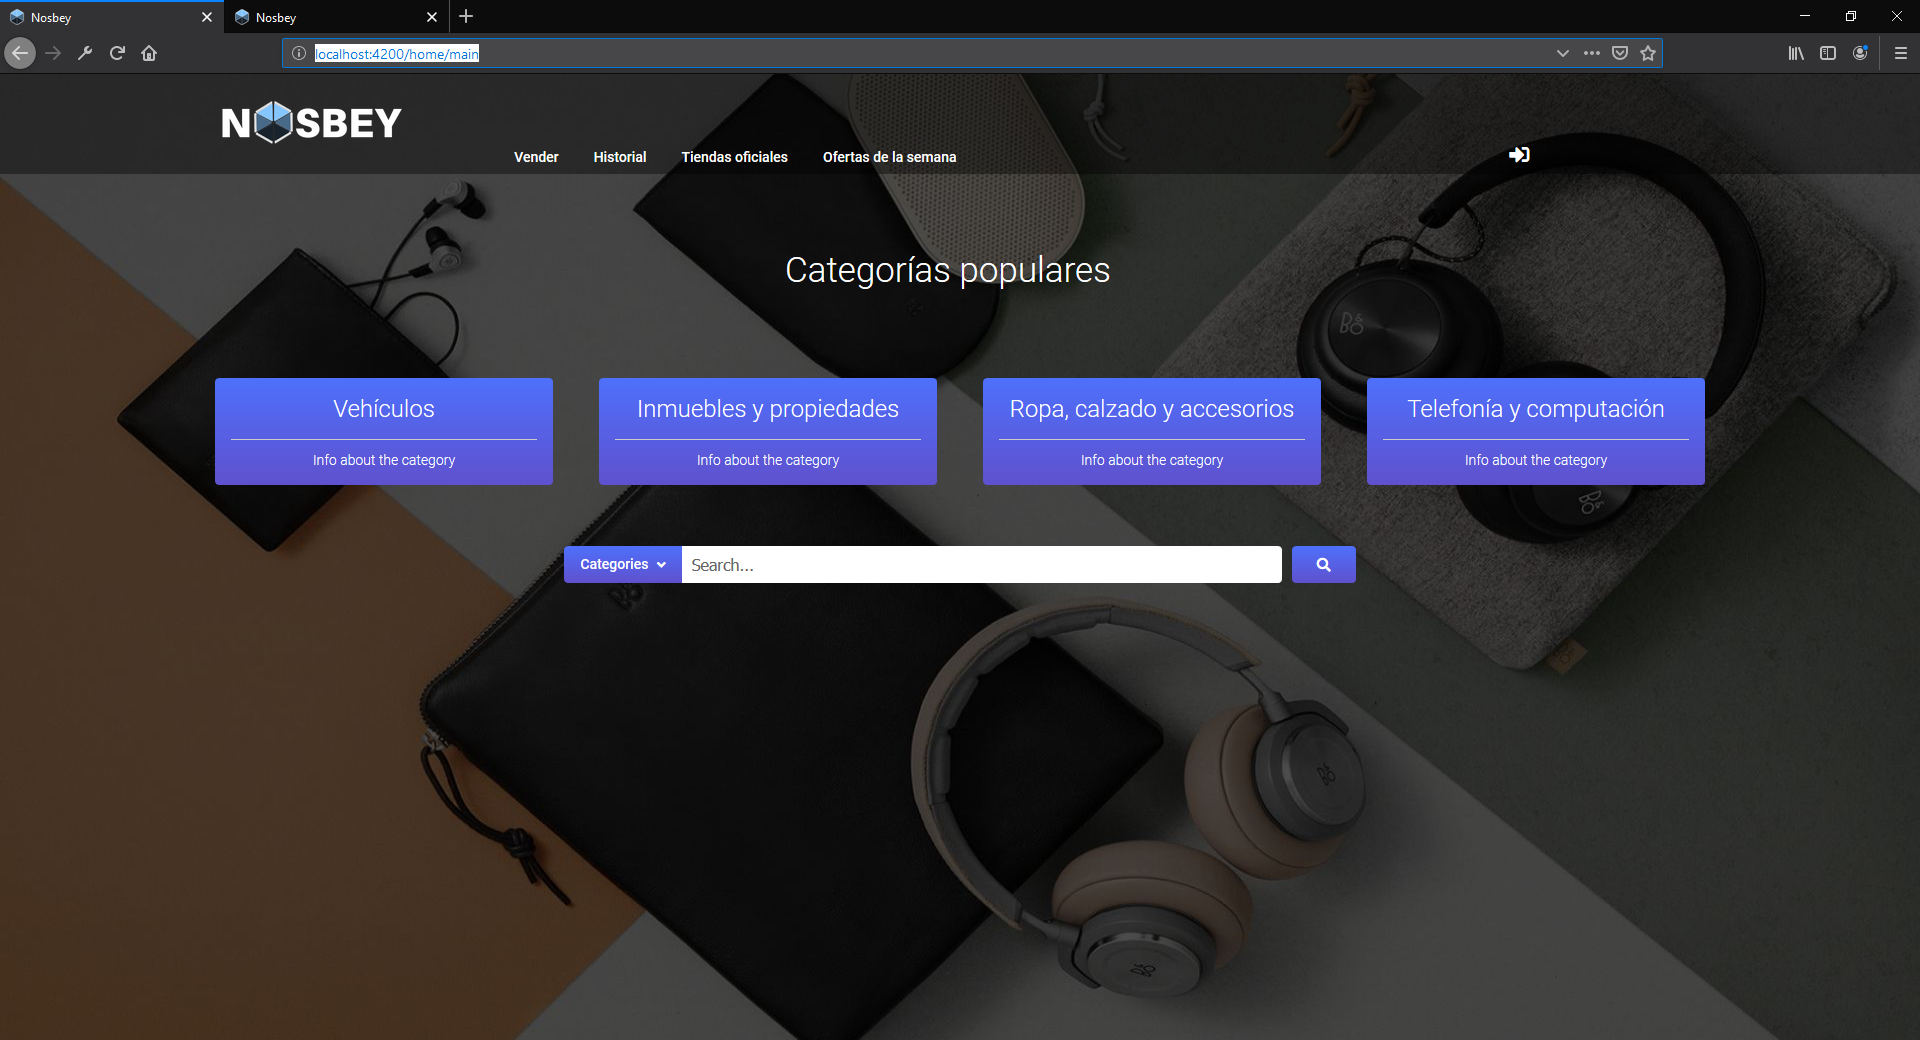 Nosbey
Nosbey
localhost:4200/home/main
NOSBEY
Vender Historial Tiendas oficiales Ofertas de la semana
Categorías populares
Vehículos
Info about the category
Inmuebles y propiedades
Info about the category
Ropa, calzado y accesorios
Info about the category
Telefonía y computación
Info about the category
Categories Search...
B&O
B&O
B&O
B&O
B&O